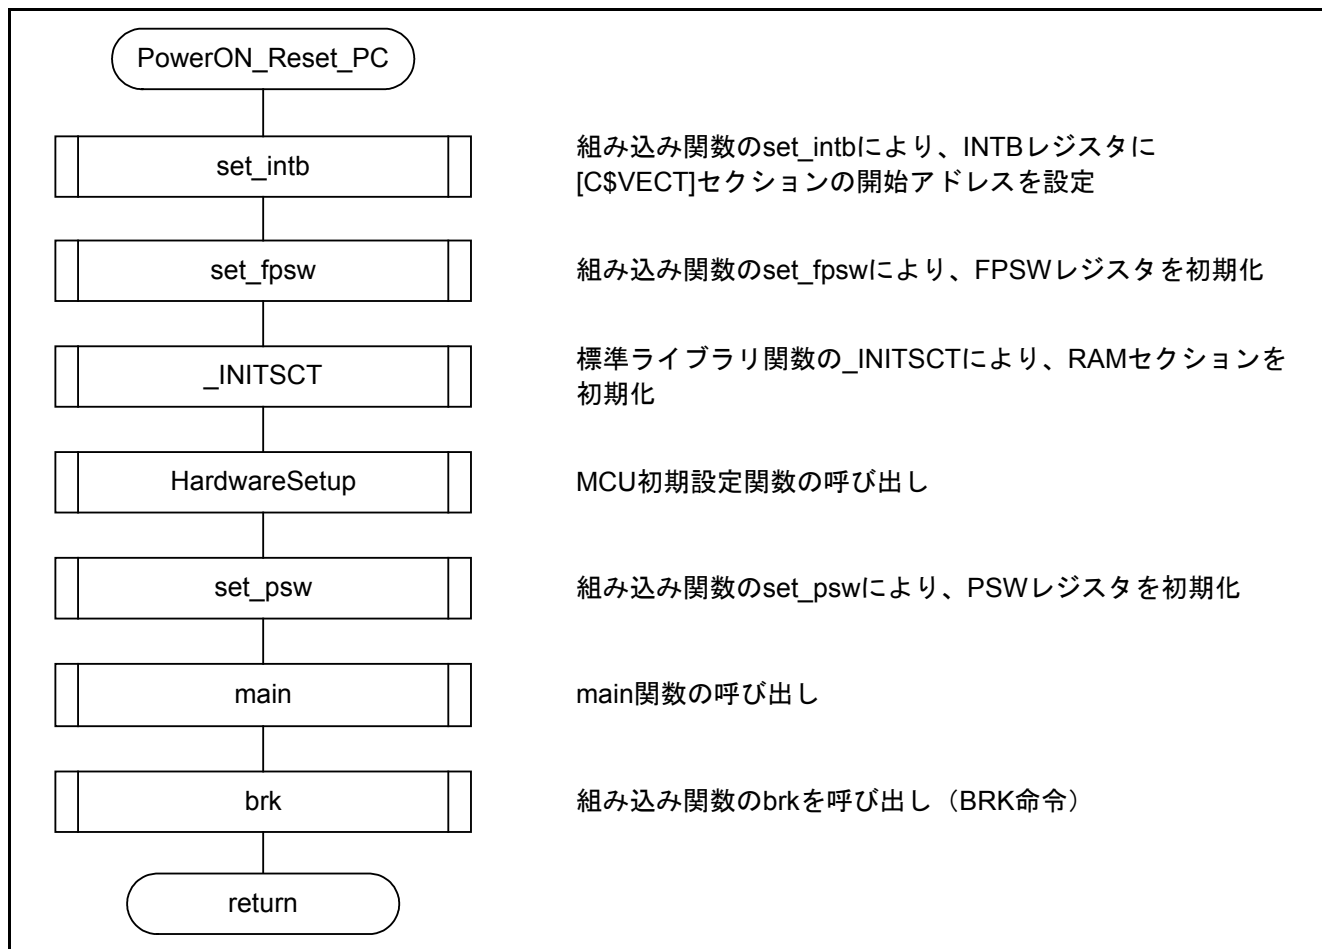 PowerON_Reset_PC
set_intb
組み込み関数のset_intbにより、INTBレジスタに
[C$VECT]セクションの開始アドレスを設定
set_fpsw
組み込み関数のset_fpswにより、FPSWレジスタを初期化
_INITSCT
標準ライブラリ関数の_INITSCTにより、RAMセクションを
初期化
HardwareSetup
MCU初期設定関数の呼び出し
set_psw
組み込み関数のset_pswにより、PSWレジスタを初期化
main
main関数の呼び出し
brk
組み込み関数のbrkを呼び出し（BRK命令）
return